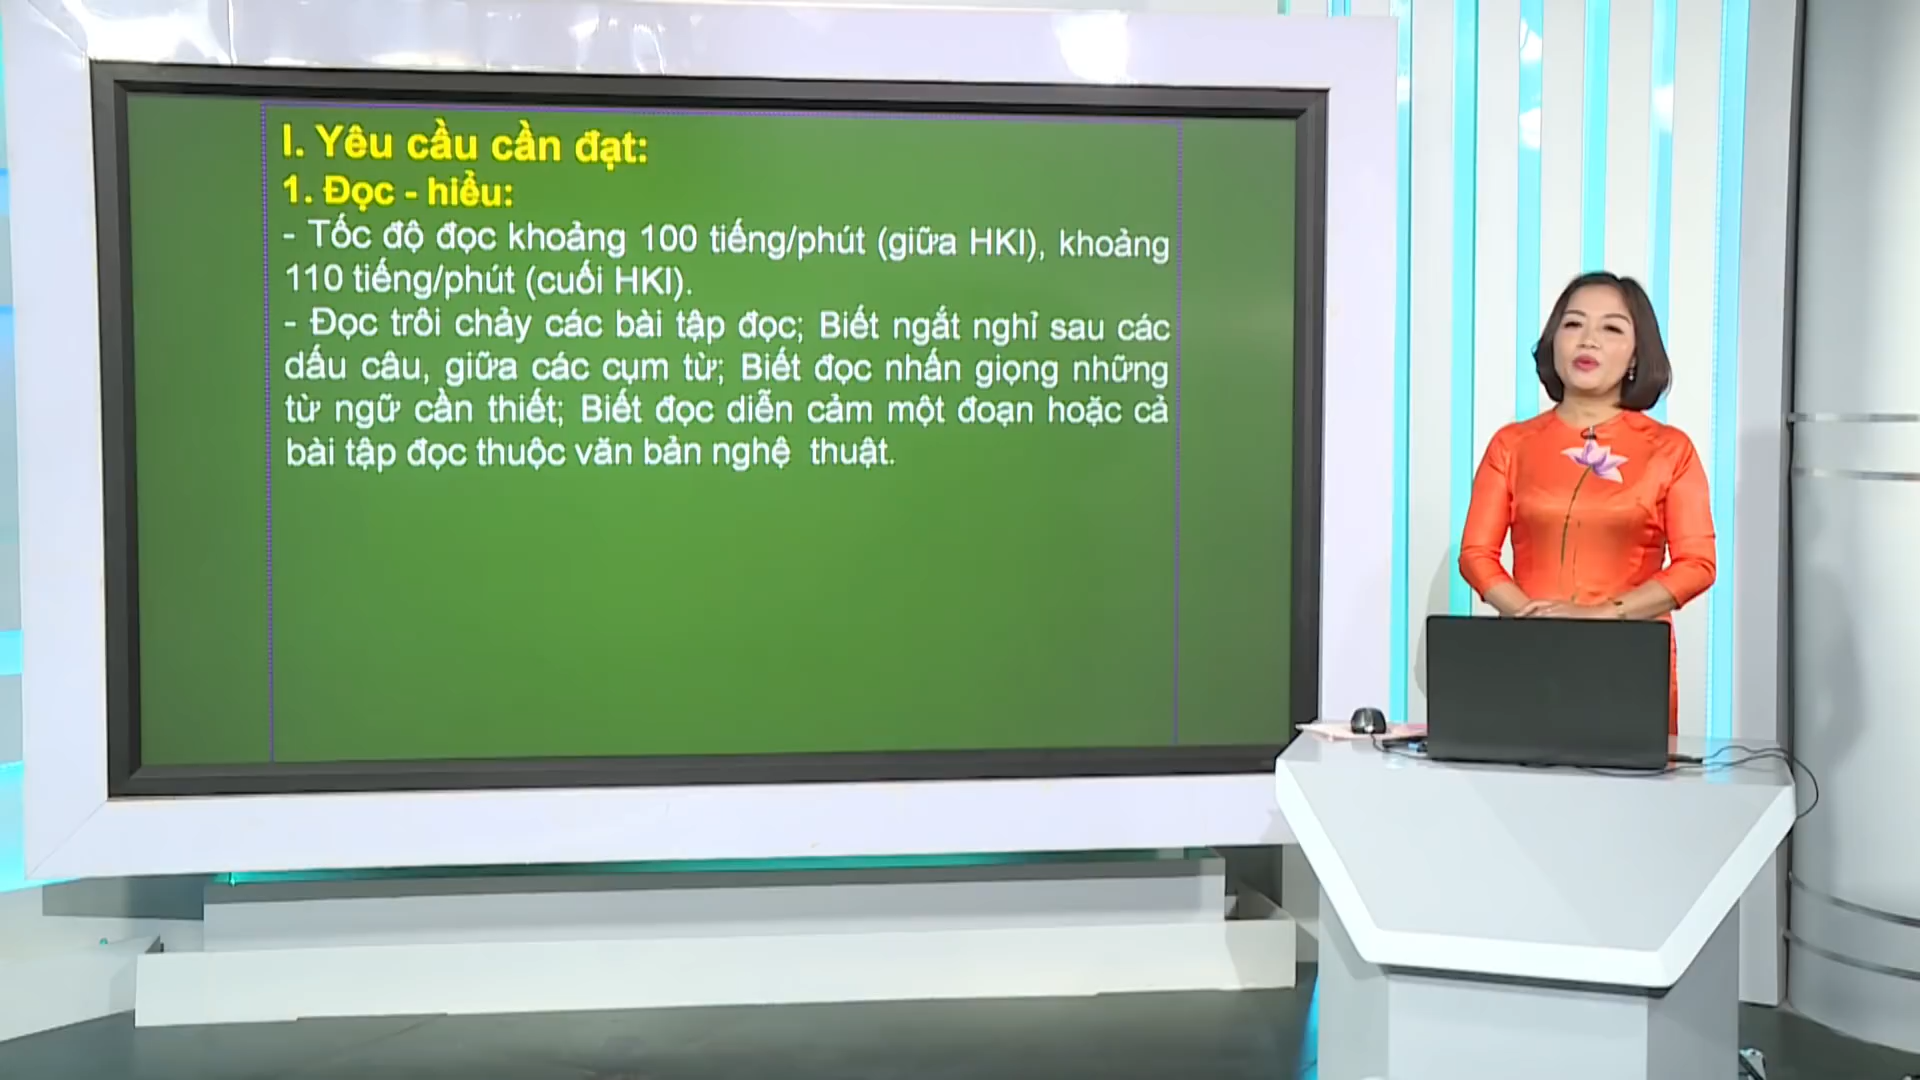 I. Yêu cầu cần đạt:
1. Đọc - hiểu:
- Tốc độ đọc khoảng 100 tiếng/phút (giữa HKI), khoảng
110 tiếng/phút (cuối HKI).
- Đọc trôi chảy các bài tập đọc; Biết ngắt nghỉ sau các
dấu câu, giữa các cụm từ; Biết đọc nhấn giọng những
từ ngữ cần thiết; Biết đọc diễn cảm một đoạn hoặc cả
bài tập đọc thuộc văn bản nghệ  thuật.